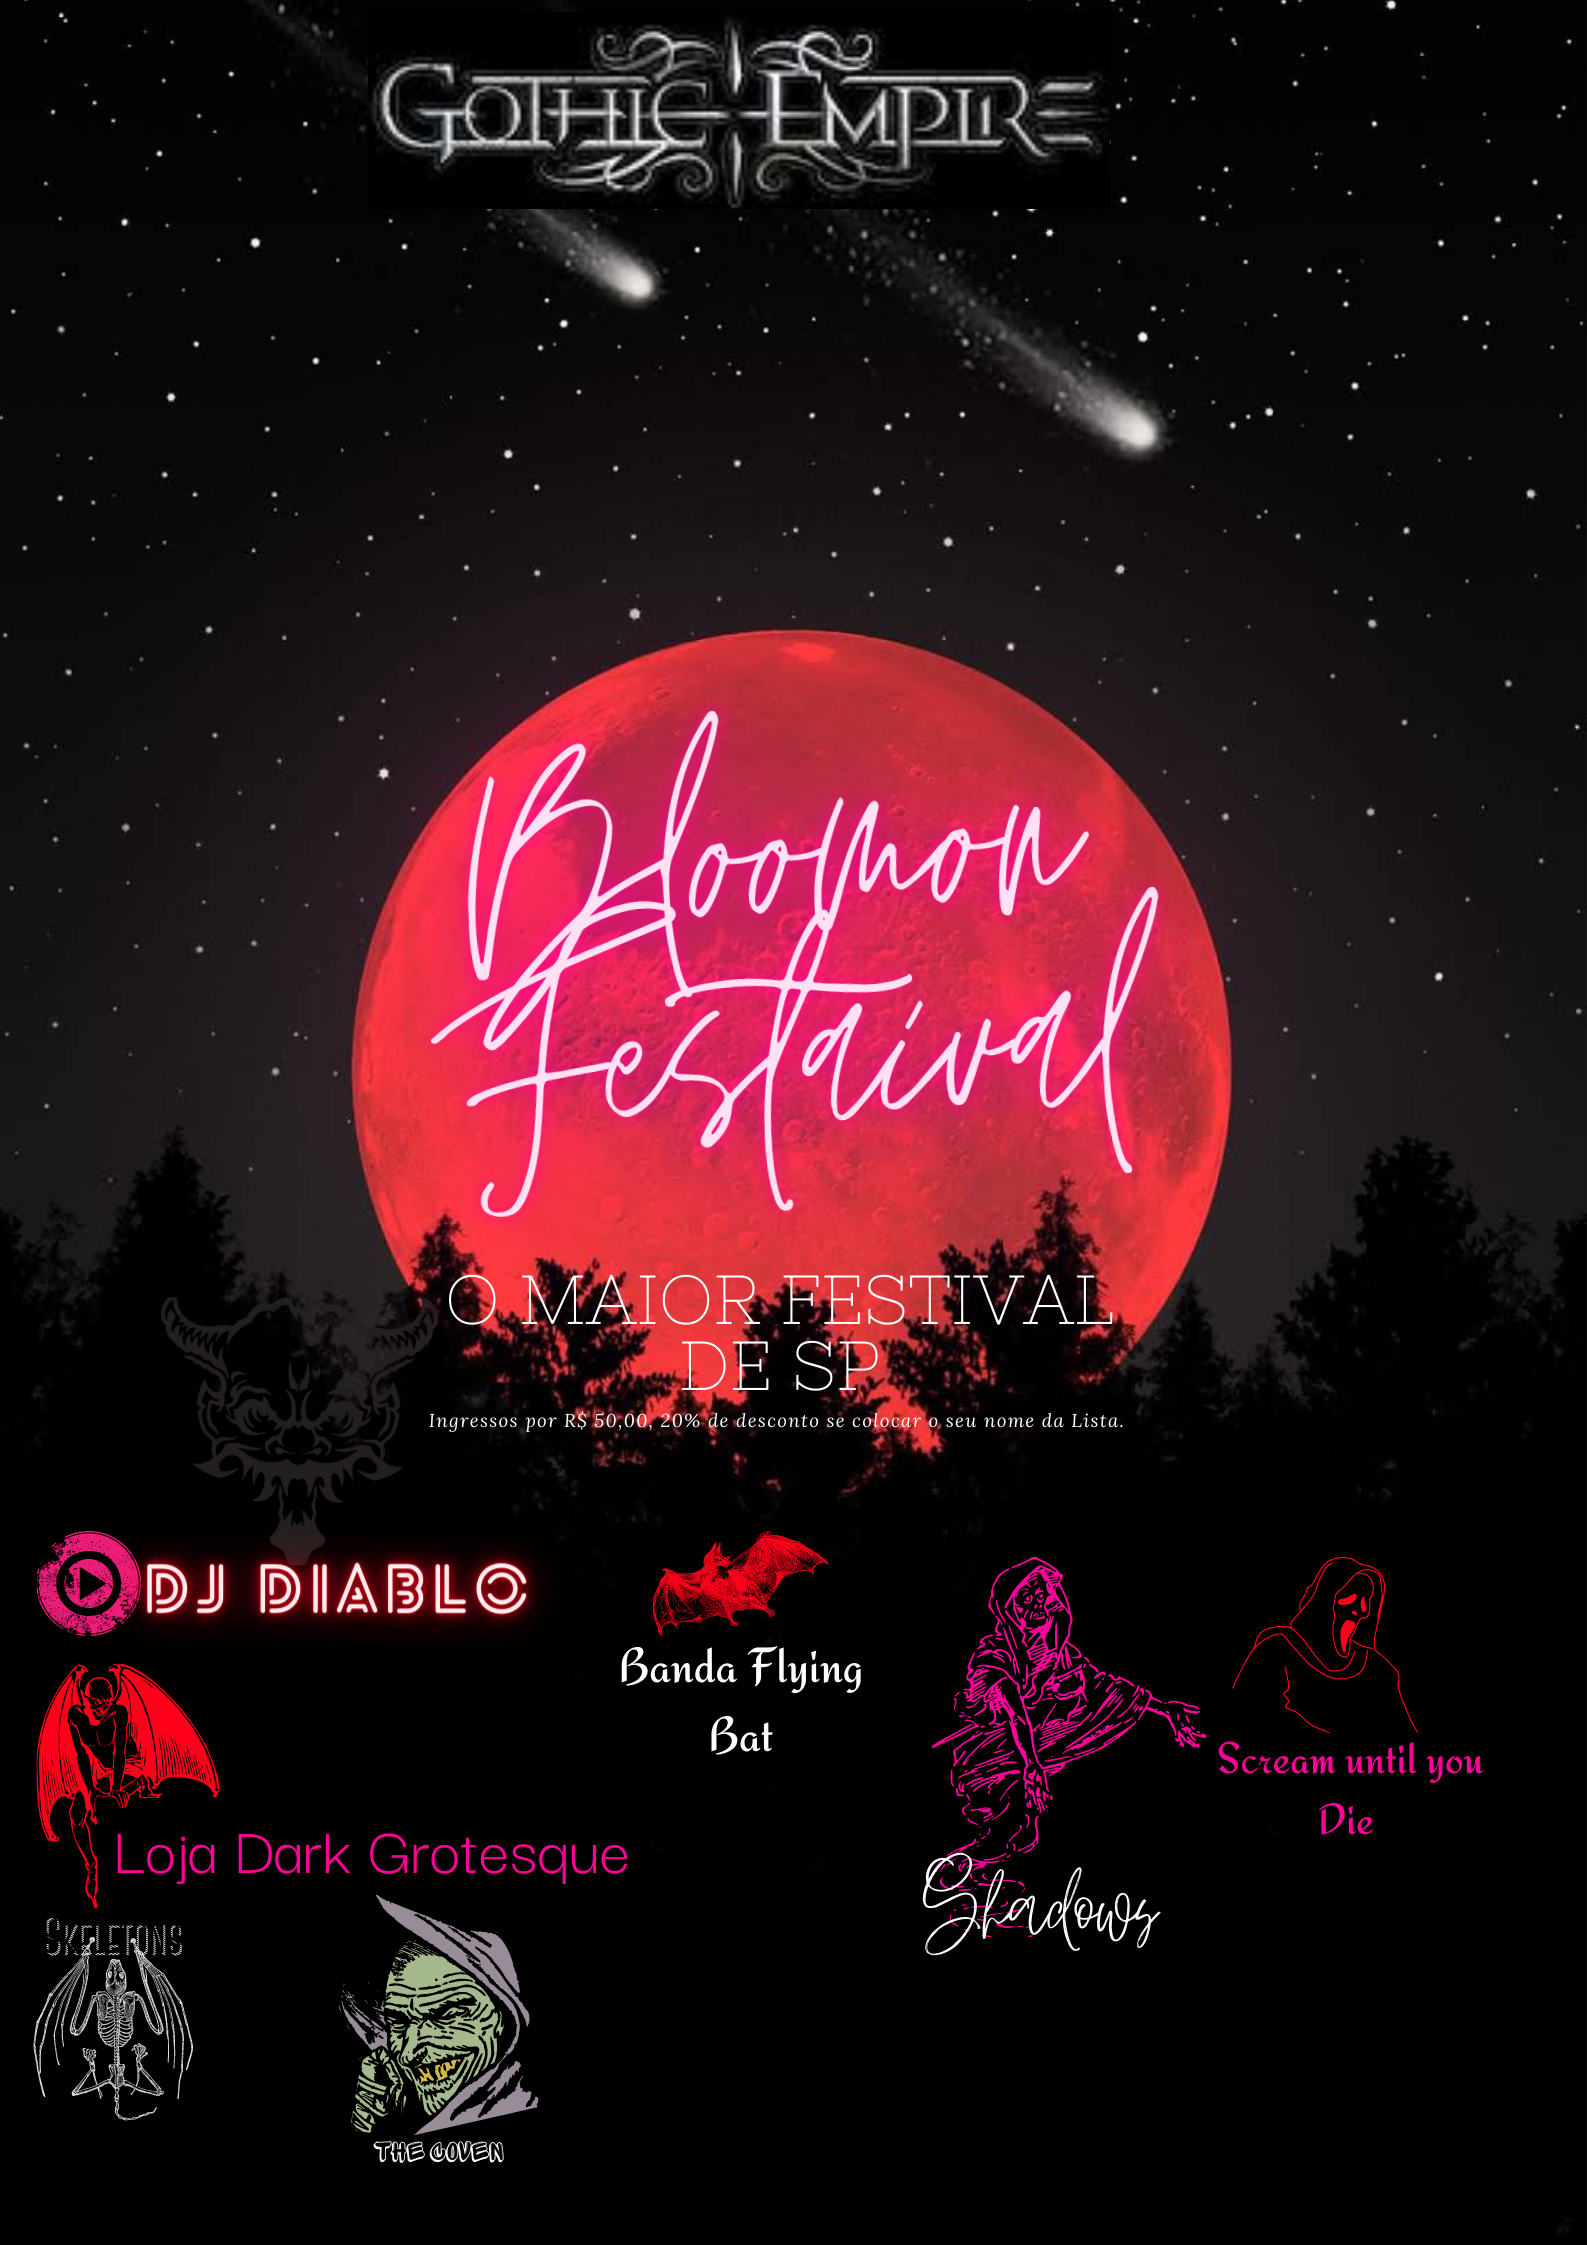 GOTHIC EMPIRE
Bloomon
Festaival
O MAIOR FESTIVAL
DE SP
Ingressos por R$ 50,00, 20% de desconto se colocar o seu nome da Lista.
DJ DIABLO
Banda Flying
Bat
Scream until you
Die
Loja Dark Grotesque
Shadows
SKELETONS
THE COVEN